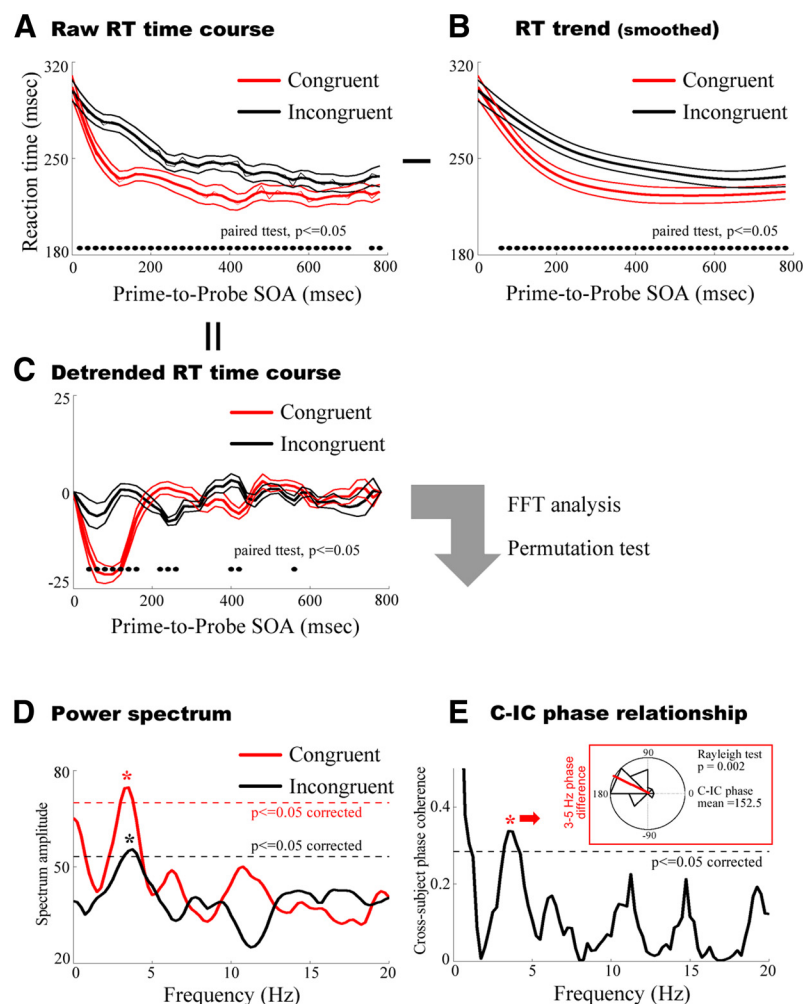 A Raw RT time course
320
250
180
Reaction time (msec)
Congruent
Incongruent
paired ttest, p<=0.05
0 200 400 600 800
Prime-to-Probe SOA (msec)
B RT trend (smoothed)
320
250
180
Congruent
Incongruent
paired ttest, p<=0.05
0 200 400 600 800
Prime-to-Probe SOA (msec)
C Detrended RT time course
25
0
-25
Congruent
Incongruent
paired ttest, p<=0.05
0 200 400 600 800
Prime-to-Probe SOA (msec)
FFT analysis
Permutation test
D Power spectrum
80
50
20
Spectrum amplitude
Congruent
Incongruent
*
p<=0.05 corrected
p<=0.05 corrected
*
0 5 10 15 20
Frequency (Hz)
E C-IC phase relationship
0.4
0.2
0
Cross-subject phase coherence
*
3-5 Hz phase
difference
90
180
0
-90
Rayleigh test
p = 0.002
C-IC phase
mean =152.5
p<=0.05 corrected
0 5 10 15 20
Frequency (Hz)